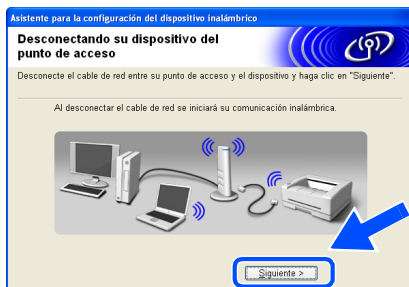 Asistente para la configuración del dispositivo inalámbrico
Desconectando su dispositivo del
punto de acceso
Desconecte el cable de red entre su punto de acceso y el dispositivo y haga clic en "Siguiente".
Al desconectar el cable de red se iniciará su comunicación inalámbrica.
Siguiente >